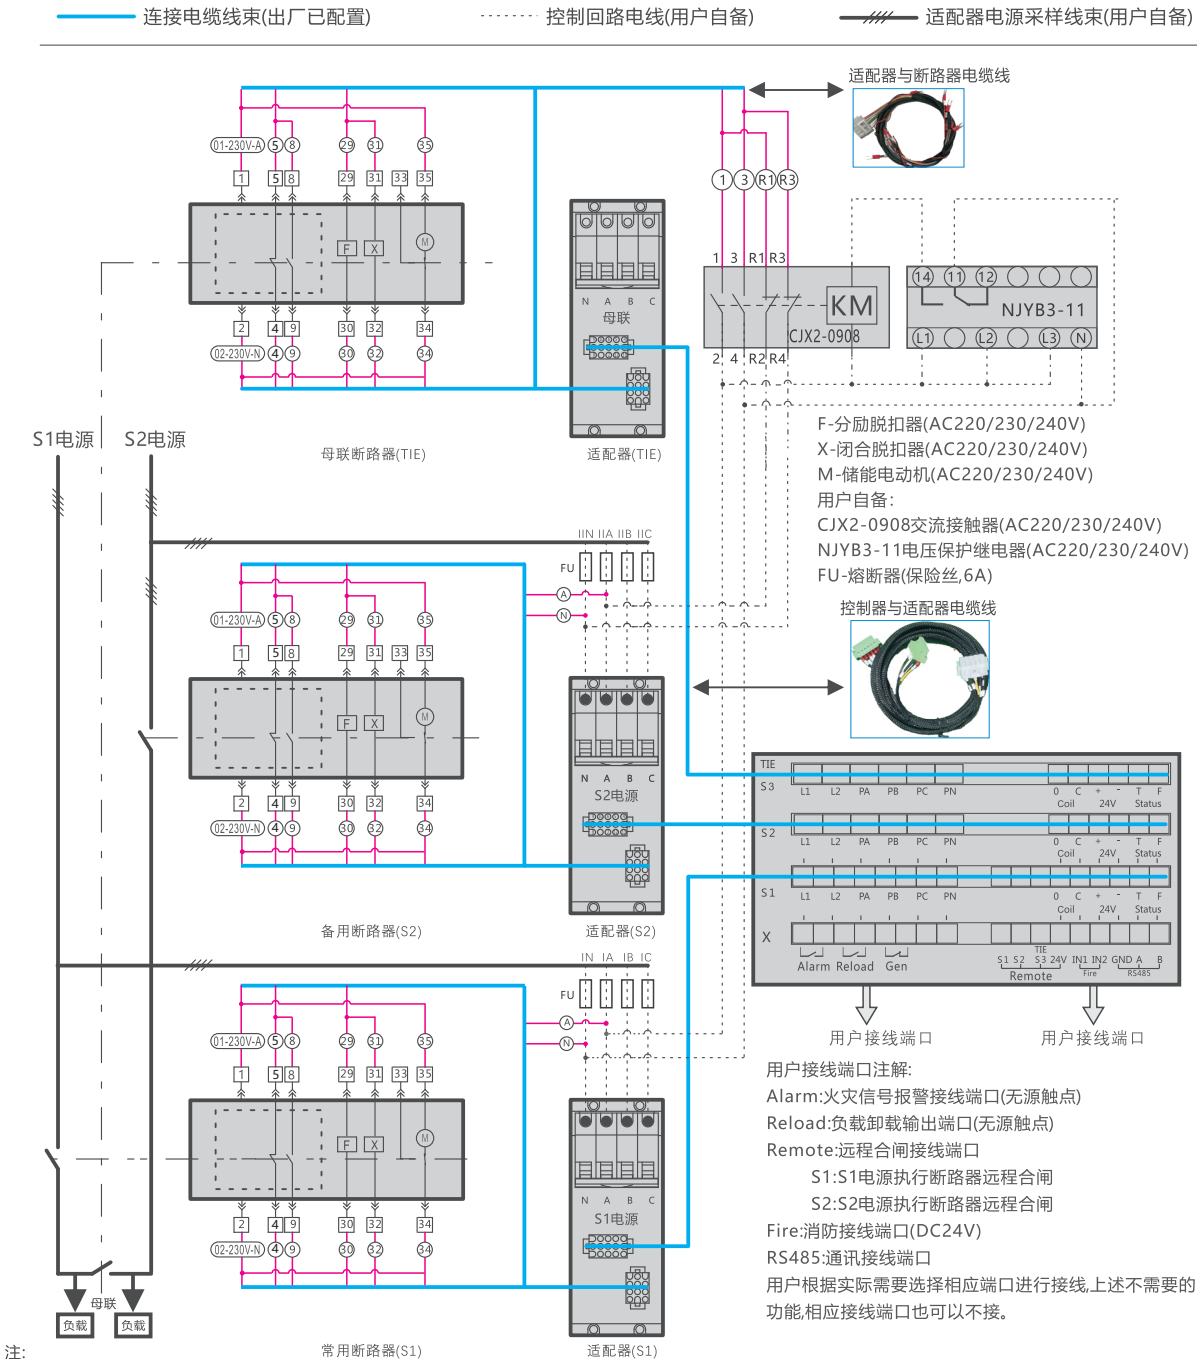 连接电缆线束(出厂已配置) 控制回路电线(用户自备) 适配器电源采样线束(用户自备)
适配器与断路器电缆线
01-230V-A 5 8 29 31 35
1 5 8 29 31 33 35
F X M
2 4 9 30 32 34
02-230V-N 4 9 30 32 34
母联断路器(TIE)
N A B C
母联
适配器(TIE)
1 3 R1 R3
1 3 R1 R3
KM
CJX2-0908
2 4 R2 R4
14 11 12
NJYB3-11
L1 L2 L3 N
S1电源 S2电源
F-分励脱扣器(AC220/230/240V)
X-闭合脱扣器(AC220/230/240V)
M-储能电动机(AC220/230/240V)
用户自备:
CJX2-0908交流接触器(AC220/230/240V)
NJYB3-11电压保护继电器(AC220/230/240V)
FU-熔断器(保险丝,6A)
控制器与适配器电缆线
IIN IIA IIB IIC
FU
A
N
01-230V-A 5 8 29 31 35
1 5 8 29 31 33 35
F X M
2 4 9 30 32 34
02-230V-N 4 9 30 32 34
备用断路器(S2)
N A B C
S2电源
适配器(S2)
TIE
S3 L1 L2 PA PB PC PN 0 C + - T F
Coil 24V Status
S2 L1 L2 PA PB PC PN 0 C + - T F
Coil 24V Status
S1 L1 L2 PA PB PC PN 0 C + - T F
Coil 24V Status
X
Alarm Reload Gen
TIE
S1 S2 S3 24V IN1 IN2 GND A B
Remote Fire RS485
用户接线端口 用户接线端口
IN IA IB IC
FU
A
N
01-230V-A 5 8 29 31 35
1 5 8 29 31 33 35
F X M
2 4 9 30 32 34
02-230V-N 4 9 30 32 34
常用断路器(S1)
N A B C
S1电源
适配器(S1)
用户接线端口注解:
Alarm:火灾信号报警接线端口(无源触点)
Reload:负载卸载输出端口(无源触点)
Remote:远程合闸接线端口
S1:S1电源执行断路器远程合闸
S2:S2电源执行断路器远程合闸
Fire:消防接线端口(DC24V)
RS485:通讯接线端口
用户根据实际需要选择相应端口进行接线,上述不需要的
功能,相应接线端口也可以不接。
母联
负载 负载
注: